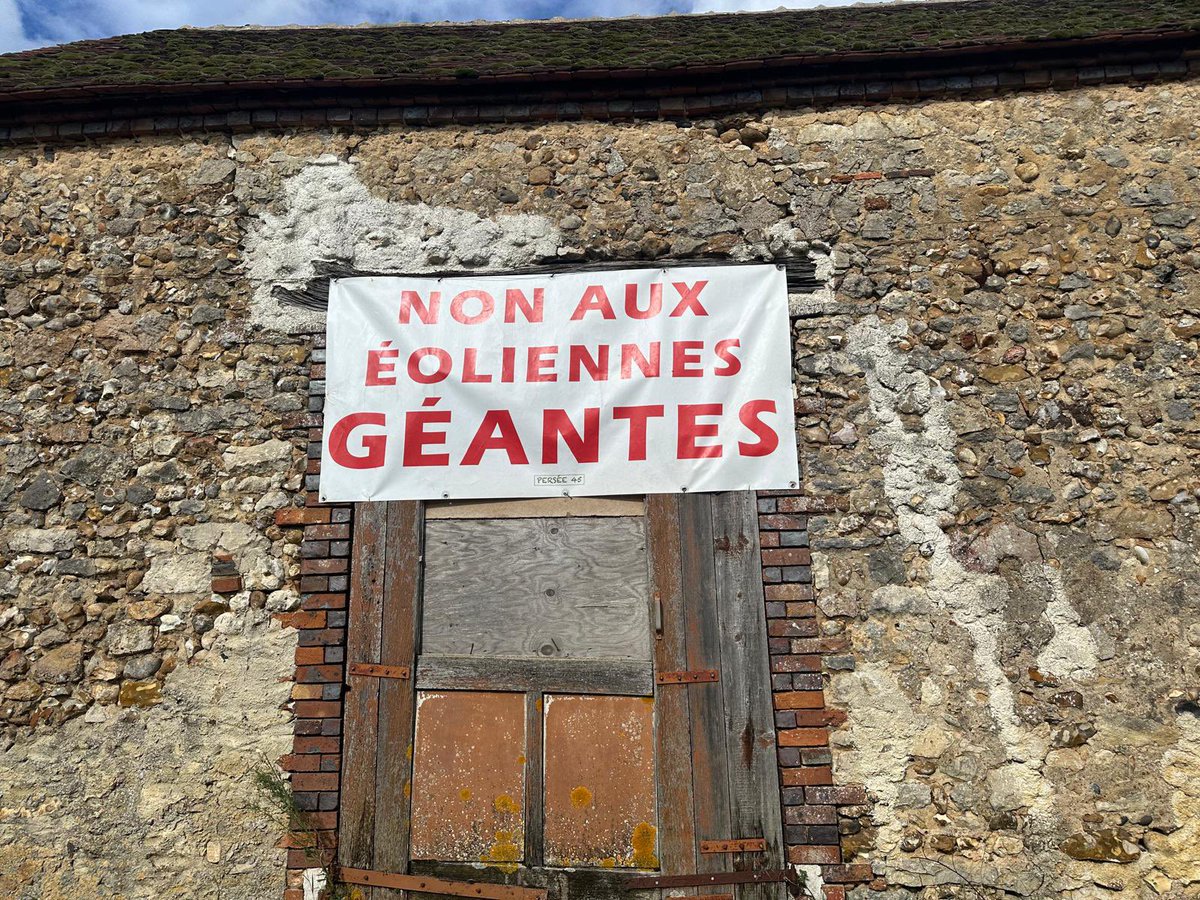 NON AUX
ÉOLIENNES
GÉANTES
PERSÉE 45